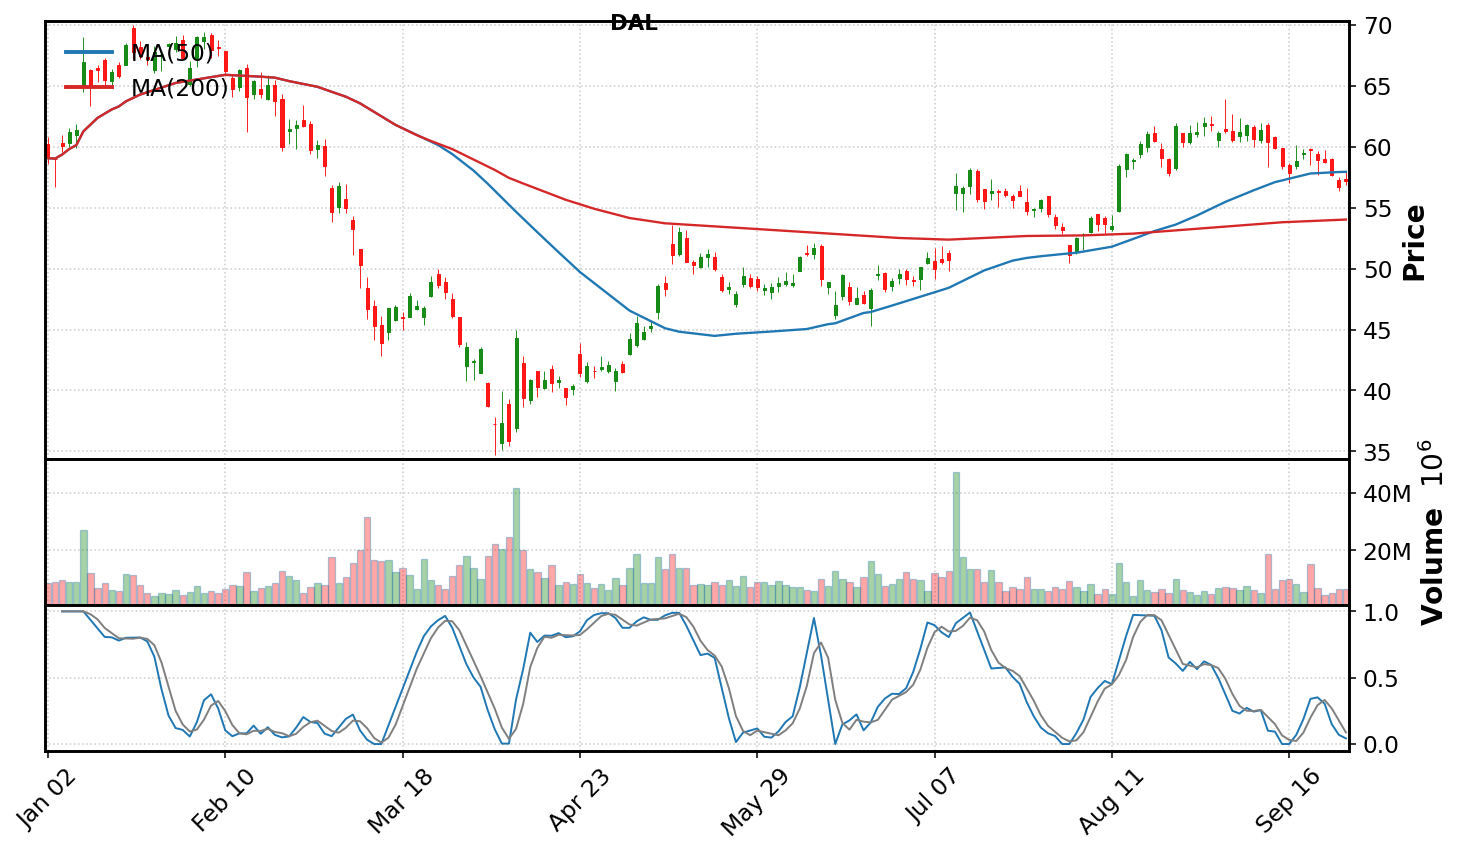 DAL
MA(50)
MA(200)
70
65
60
55
50
45
40
35
Price
40M
20M
Volume 10^6
1.0
0.5
0.0
Jan 02
Feb 10
Mar 18
Apr 23
May 29
Jul 07
Aug 11
Sep 16